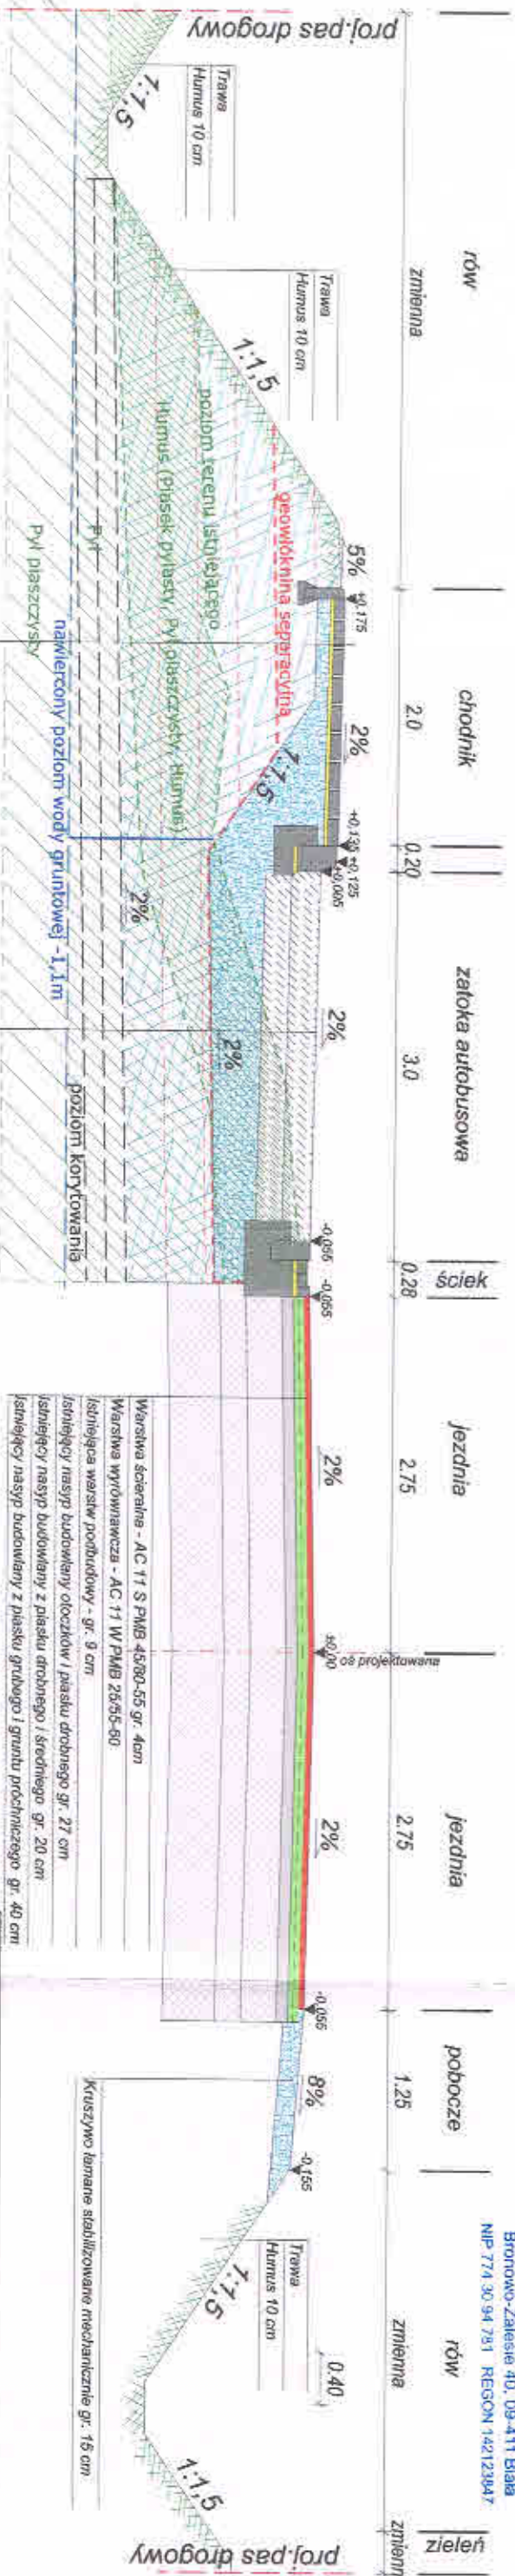 Bronowo-Zalesie 40, 09-411 Biała
NIP 774 30 94 781 REGON 142123847
rów
chodnik
zatoka autobusowa
ściek
jezdnia
jezdnia
pobocze
rów
zieleń
zmienna
2.0
0.20
3.0
0.28
2.75
2.75
1.25
zmienna
0.40
proj.pas drogowy
1:1,5
Trawa
Humus 10 cm
Trawa
Humus 10 cm
1:1,5
5%
+0,175
2%
+0,135
+0,125
+0,005
2%
-0,055
-0,055
2%
±0,00
oś projektowana
2%
-0,055
8%
-0,155
Trawa
Humus 10 cm
1:1,5
1:1,5
proj.pas drogowy
geowłóknina separacyjna
1:1,5
poziom terenu istniejącego
Humus (Piasek pylasty, Pył piaszczysty, Humus)
2%
2%
Pył
nawiercony poziom wody gruntowej -1,1m
poziom korytowania
Pył piaszczysty
Warstwa ścieralna - AC 11 S PMB 45/80-55 gr. 4cm
Warstwa wyrównawcza - AC 11 W PMB 25/55-60
Istniejąca warstw podbudowy - gr. 9 cm
Istniejący nasyp budowlany otoczków i piasku drobnego gr. 27 cm
Istniejący nasyp budowlany z piasku drobnego i średniego gr. 20 cm
Istniejący nasyp budowlany z piasku grubego i gruntu próchniczego gr. 40 cm
Kruszywo łamane stabilizowane mechanicznie gr. 15 cm